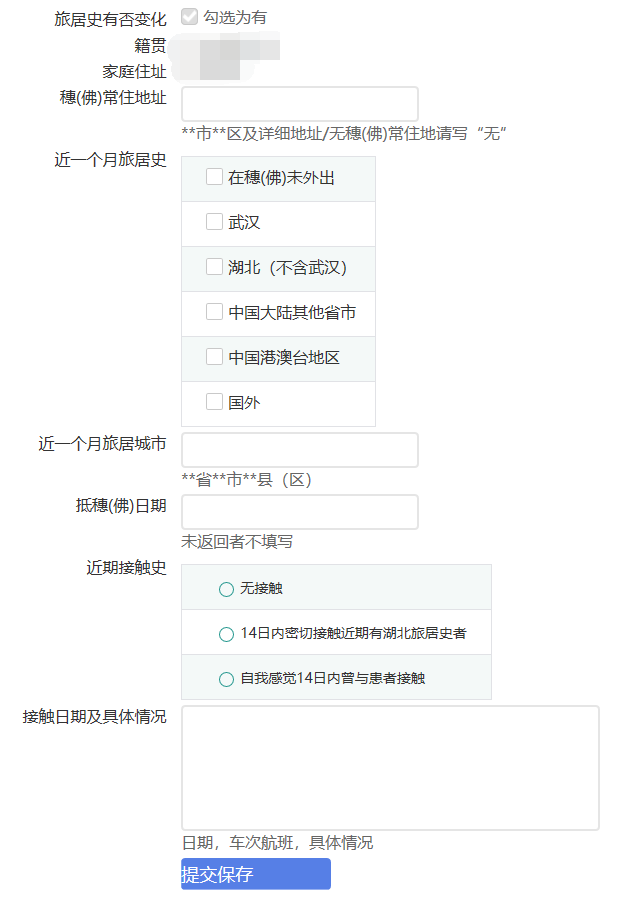 旅居史有否变化 勾选为有
籍贯
家庭住址
穗(佛)常住地址
**市**区及详细地址/无穗(佛)常住地请写“无”
近一个月旅居史
在穗(佛)未外出
武汉
湖北（不含武汉）
中国大陆其他省市
中国港澳台地区
国外
近一个月旅居城市
**省**市**县（区）
抵穗(佛)日期
未返回者不填写
近期接触史
无接触
14日内密切接触近期有湖北旅居史者
自我感觉14日内曾与患者接触
接触日期及具体情况
日期，车次航班，具体情况
提交保存